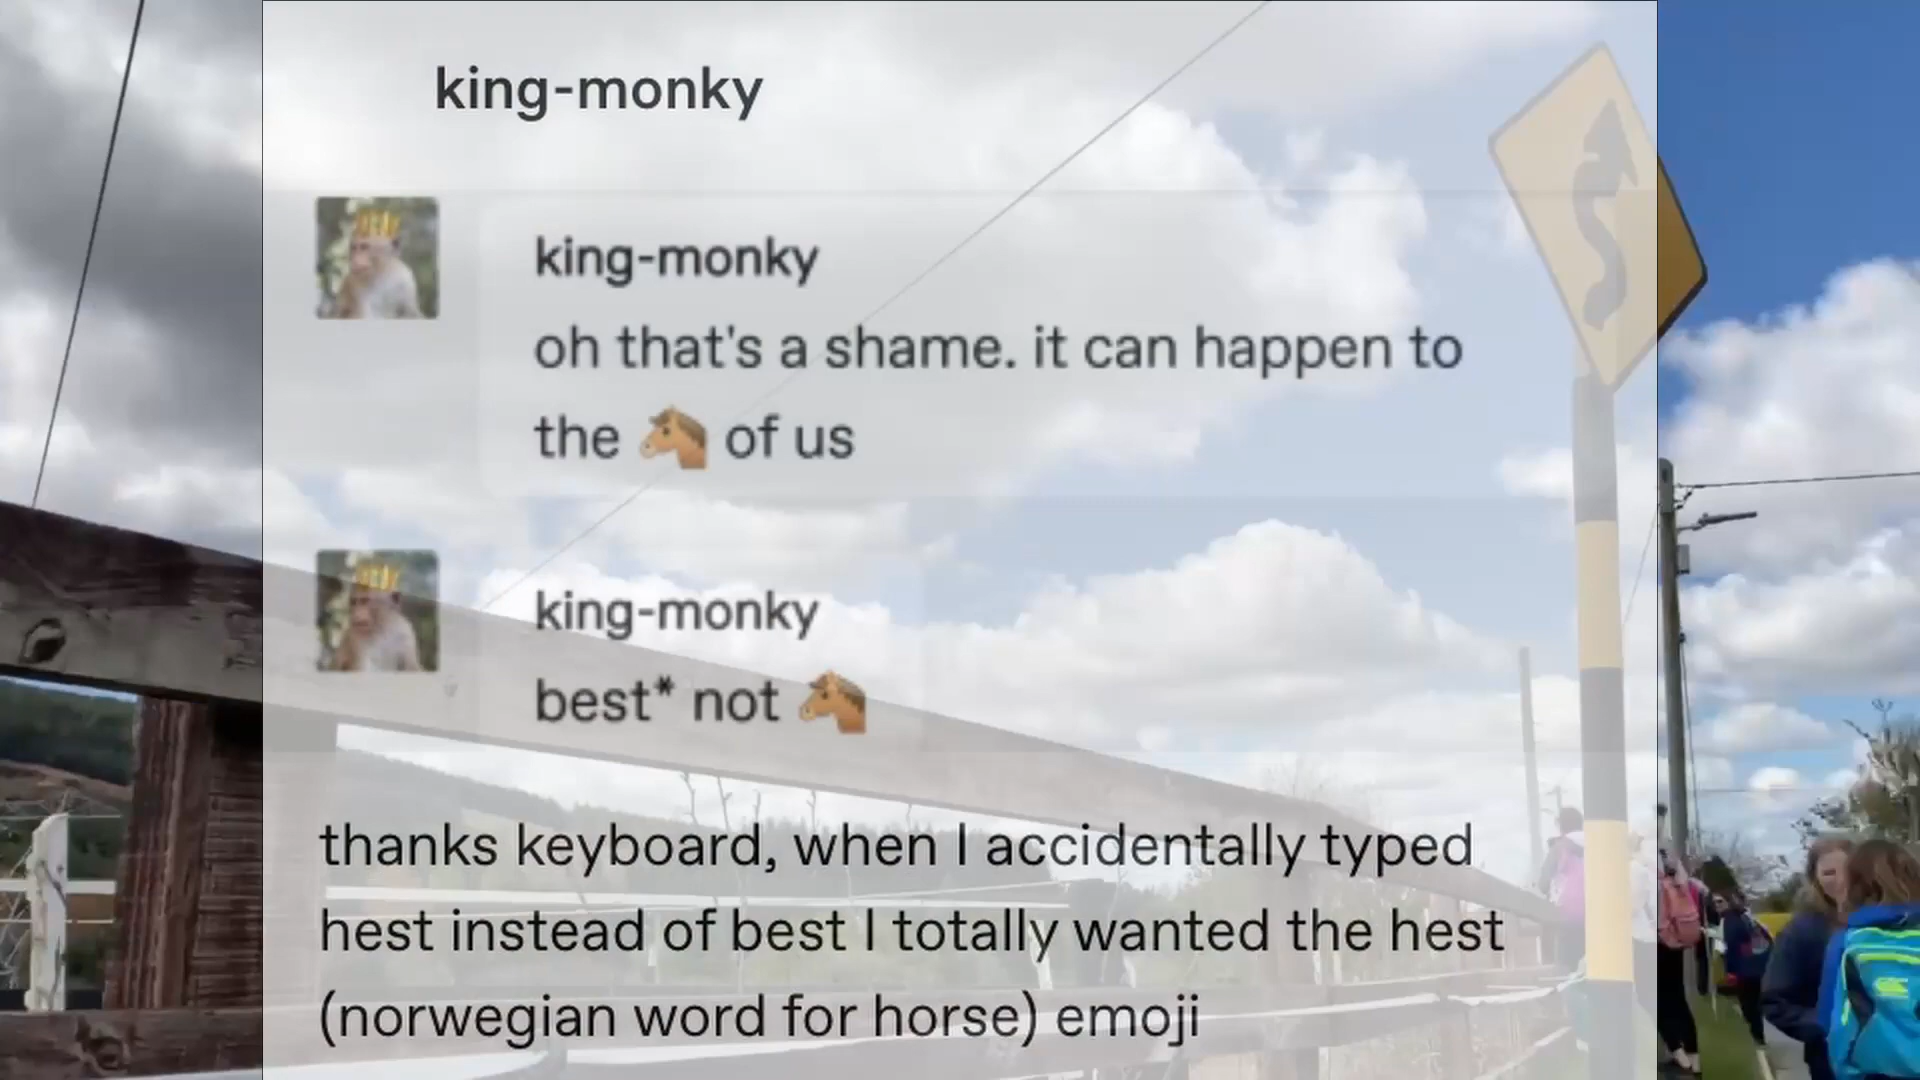 king-monky
king-monky
oh that's a shame. it can happen to
the 🐴 of us
king-monky
best* not 🐴
thanks keyboard, when I accidentally typed
hest instead of best I totally wanted the hest
(norwegian word for horse) emoji